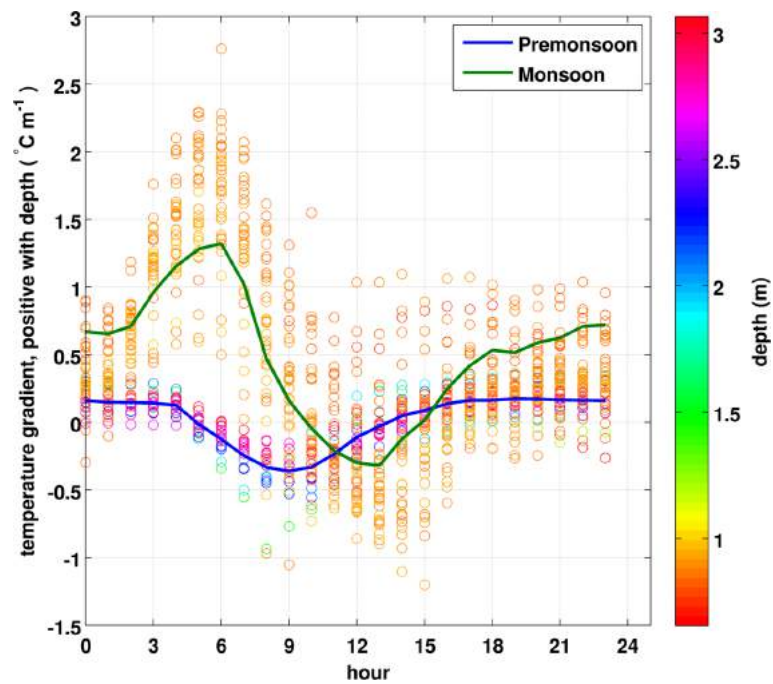 3
2.5
2
1.5
1
0.5
0
-0.5
-1
-1.5
0 3 6 9 12 15 18 21 24
hour
temperature gradient, positive with depth ( °C m⁻¹)
Premonsoon
Monsoon
3
2.5
2
1.5
1
depth (m)